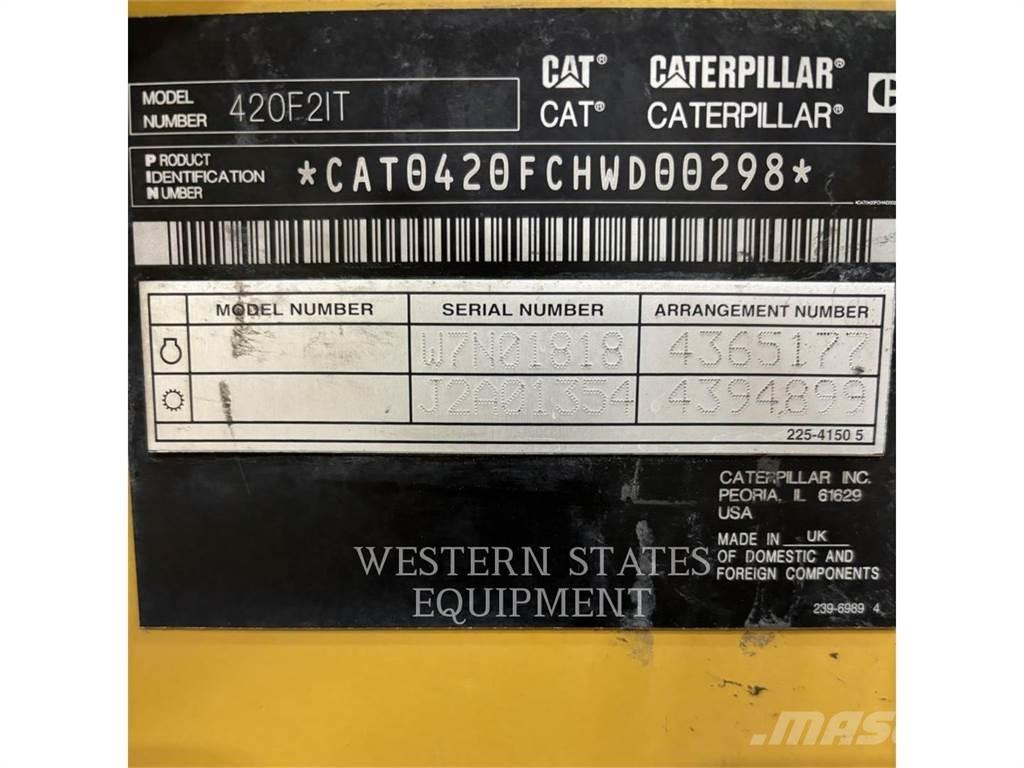 CAT® CATERPILLAR®
CAT® CATERPILLAR®
MODEL NUMBER 420F2IT
PRODUCT IDENTIFICATION NUMBER *CAT0420FCHWD00298*
MODEL NUMBER SERIAL NUMBER ARRANGEMENT NUMBER
W7N01818 4365177
J2A01354 4394899
225-4150 5
CATERPILLAR INC.
PEORIA, IL 61629
USA
MADE IN UK
OF DOMESTIC AND
FOREIGN COMPONENTS
239-6989 4
WESTERN STATES
EQUIPMENT